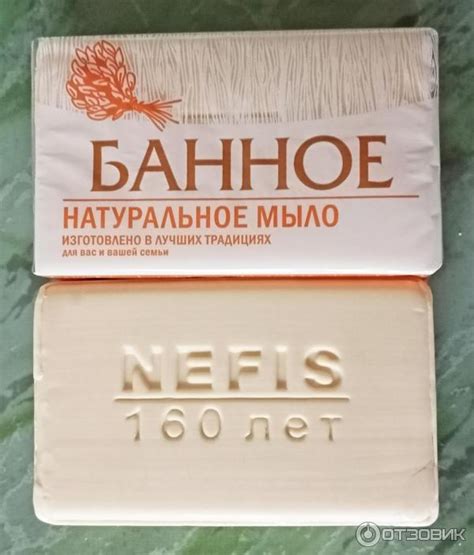 БАННОЕ
НАТУРАЛЬНОЕ МЫЛО
ИЗГОТОВЛЕНО В ЛУЧШИХ ТРАДИЦИЯХ
для вас и вашей семьи
NEFIS
160 лет
ОТЗОВИК